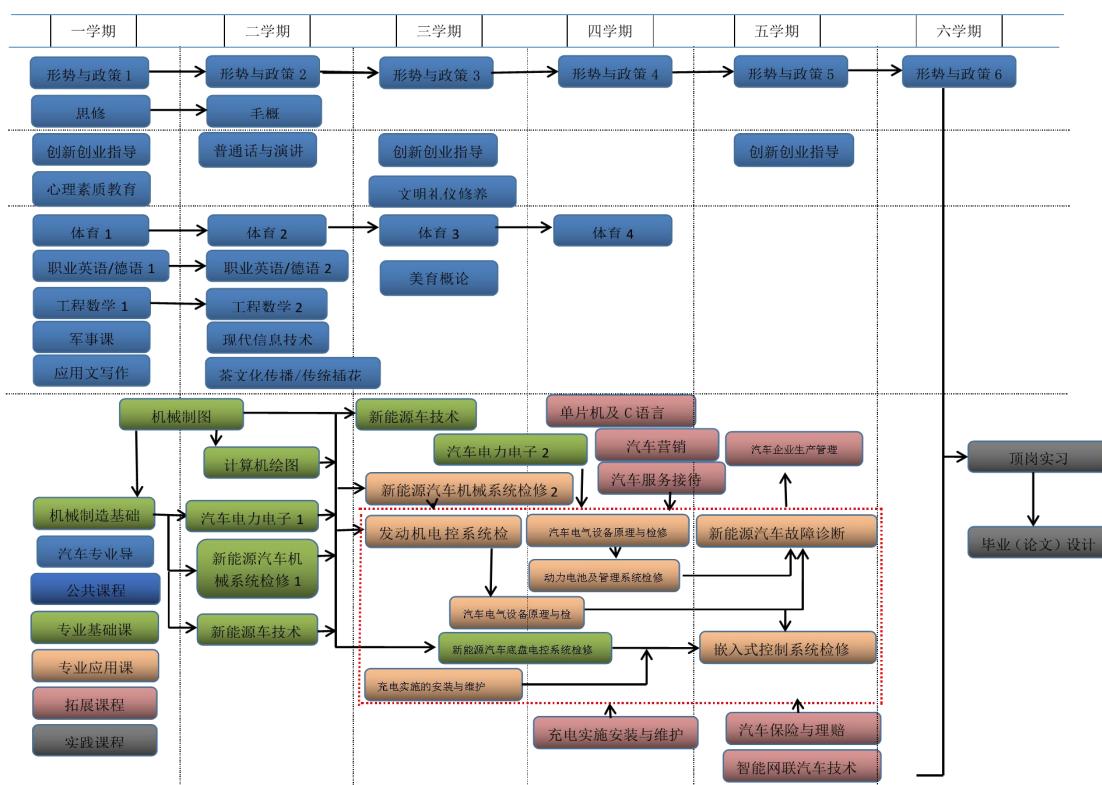 一学期 二学期 三学期 四学期 五学期 六学期
形势与政策 1 形势与政策 2 形势与政策 3 形势与政策 4 形势与政策 5 形势与政策 6
思修 毛概
创新创业指导 普通话与演讲 创新创业指导 创新创业指导
心理素质教育 文明礼仪修养
体育 1 体育 2 体育 3 体育 4
职业英语/德语 1 职业英语/德语 2 美育概论
工程数学 1 工程数学 2
军事课 现代信息技术
应用文写作 茶文化传播/传统插花
机械制图 新能源车技术 单片机及 C 语言
汽车电力电子 2 汽车营销 汽车企业生产管理
计算机绘图 汽车服务接待 顶岗实习
新能源汽车机械系统检修 2
机械制造基础 汽车电力电子 1
发动机电控系统检 汽车电气设备原理与检修 新能源汽车故障诊断
汽车专业导 毕业（论文）设计
新能源汽车机
械系统检修 1
动力电池及管理系统检修
公共课程
汽车电气设备原理与检
专业基础课 新能源车技术
新能源汽车底盘电控系统检修 嵌入式控制系统检修
专业应用课
充电实施的安装与维护
拓展课程
充电实施安装与维护 汽车保险与理赔
实践课程
智能网联汽车技术